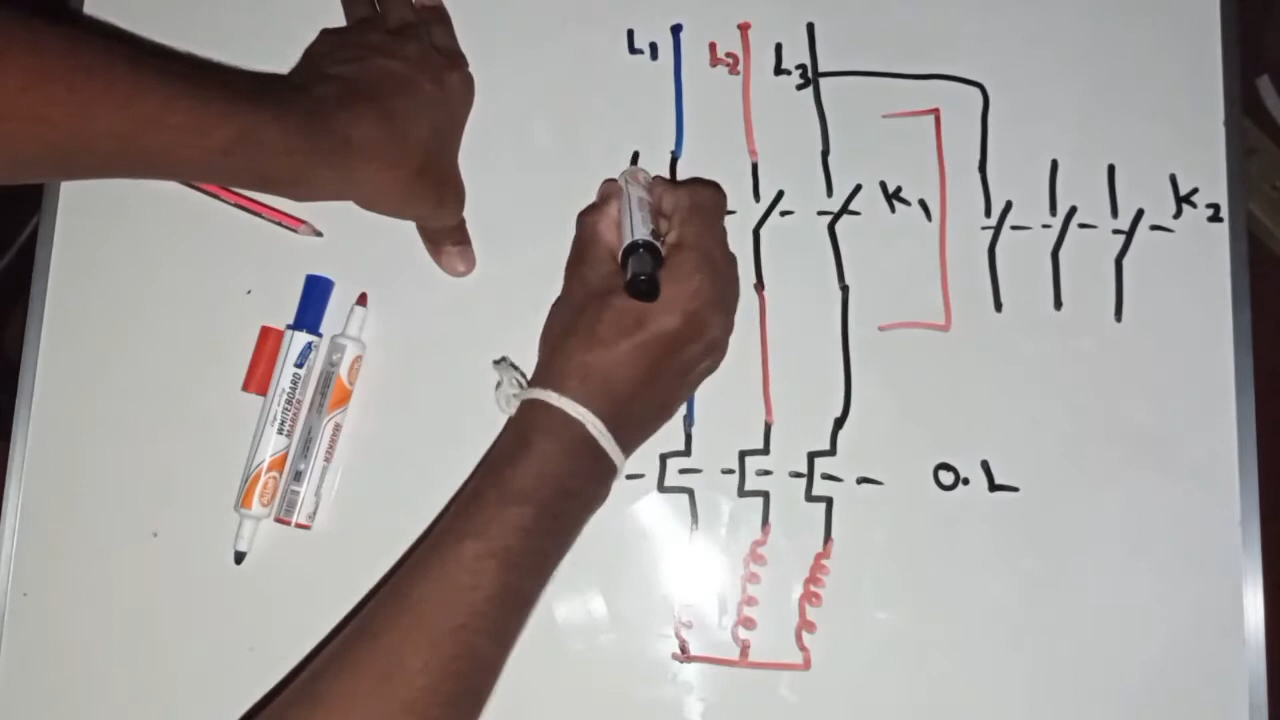 L1 L2 L3
K1 K2
O.L
WHITEBOARD
MARKER
MARKER